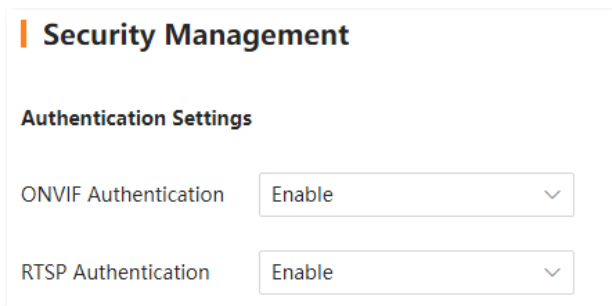 Security Management
Authentication Settings
ONVIF Authentication Enable
RTSP Authentication Enable